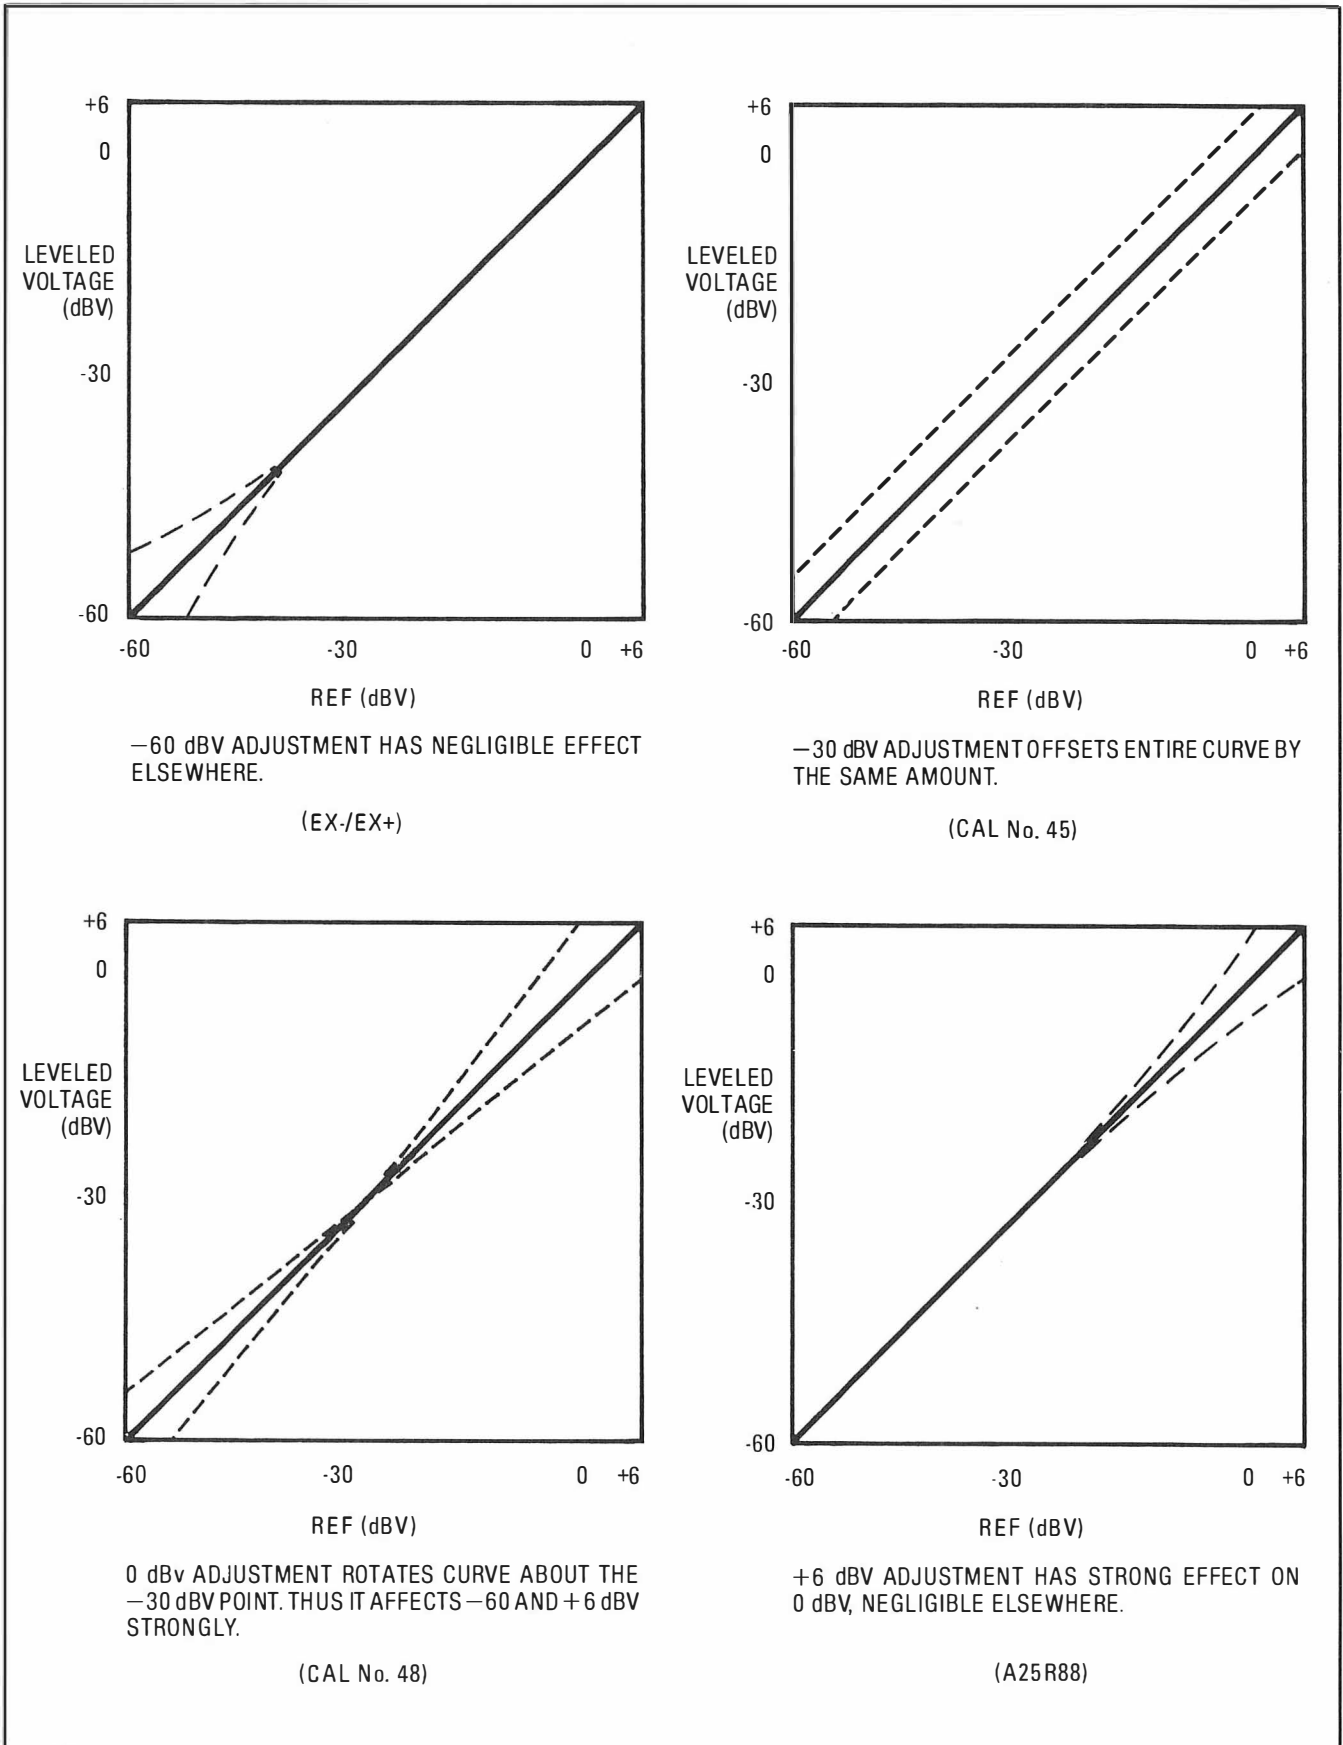 +6
0
LEVELED
VOLTAGE
(dBV)
-30
-60
-60 -30 0 +6
REF (dBV)
—60 dBV ADJUSTMENT HAS NEGLIGIBLE EFFECT
ELSEWHERE.
(EX-/EX+)
+6
0
LEVELED
VOLTAGE
(dBV)
-30
-60
-60 -30 0 +6
REF (dBV)
—30 dBV ADJUSTMENT OFFSETS ENTIRE CURVE BY
THE SAME AMOUNT.
(CAL No. 45)
+6
0
LEVELED
VOLTAGE
(dBV)
-30
-60
-60 -30 0 +6
REF (dBV)
0 dBv ADJUSTMENT ROTATES CURVE ABOUT THE
—30 dBV POINT. THUS IT AFFECTS —60 AND +6 dBV
STRONGLY.
(CAL No. 48)
+6
0
LEVELED
VOLTAGE
(dBV)
-30
-60
-60 -30 0 +6
REF (dBV)
+6 dBV ADJUSTMENT HAS STRONG EFFECT ON
0 dBV, NEGLIGIBLE ELSEWHERE.
(A25R88)